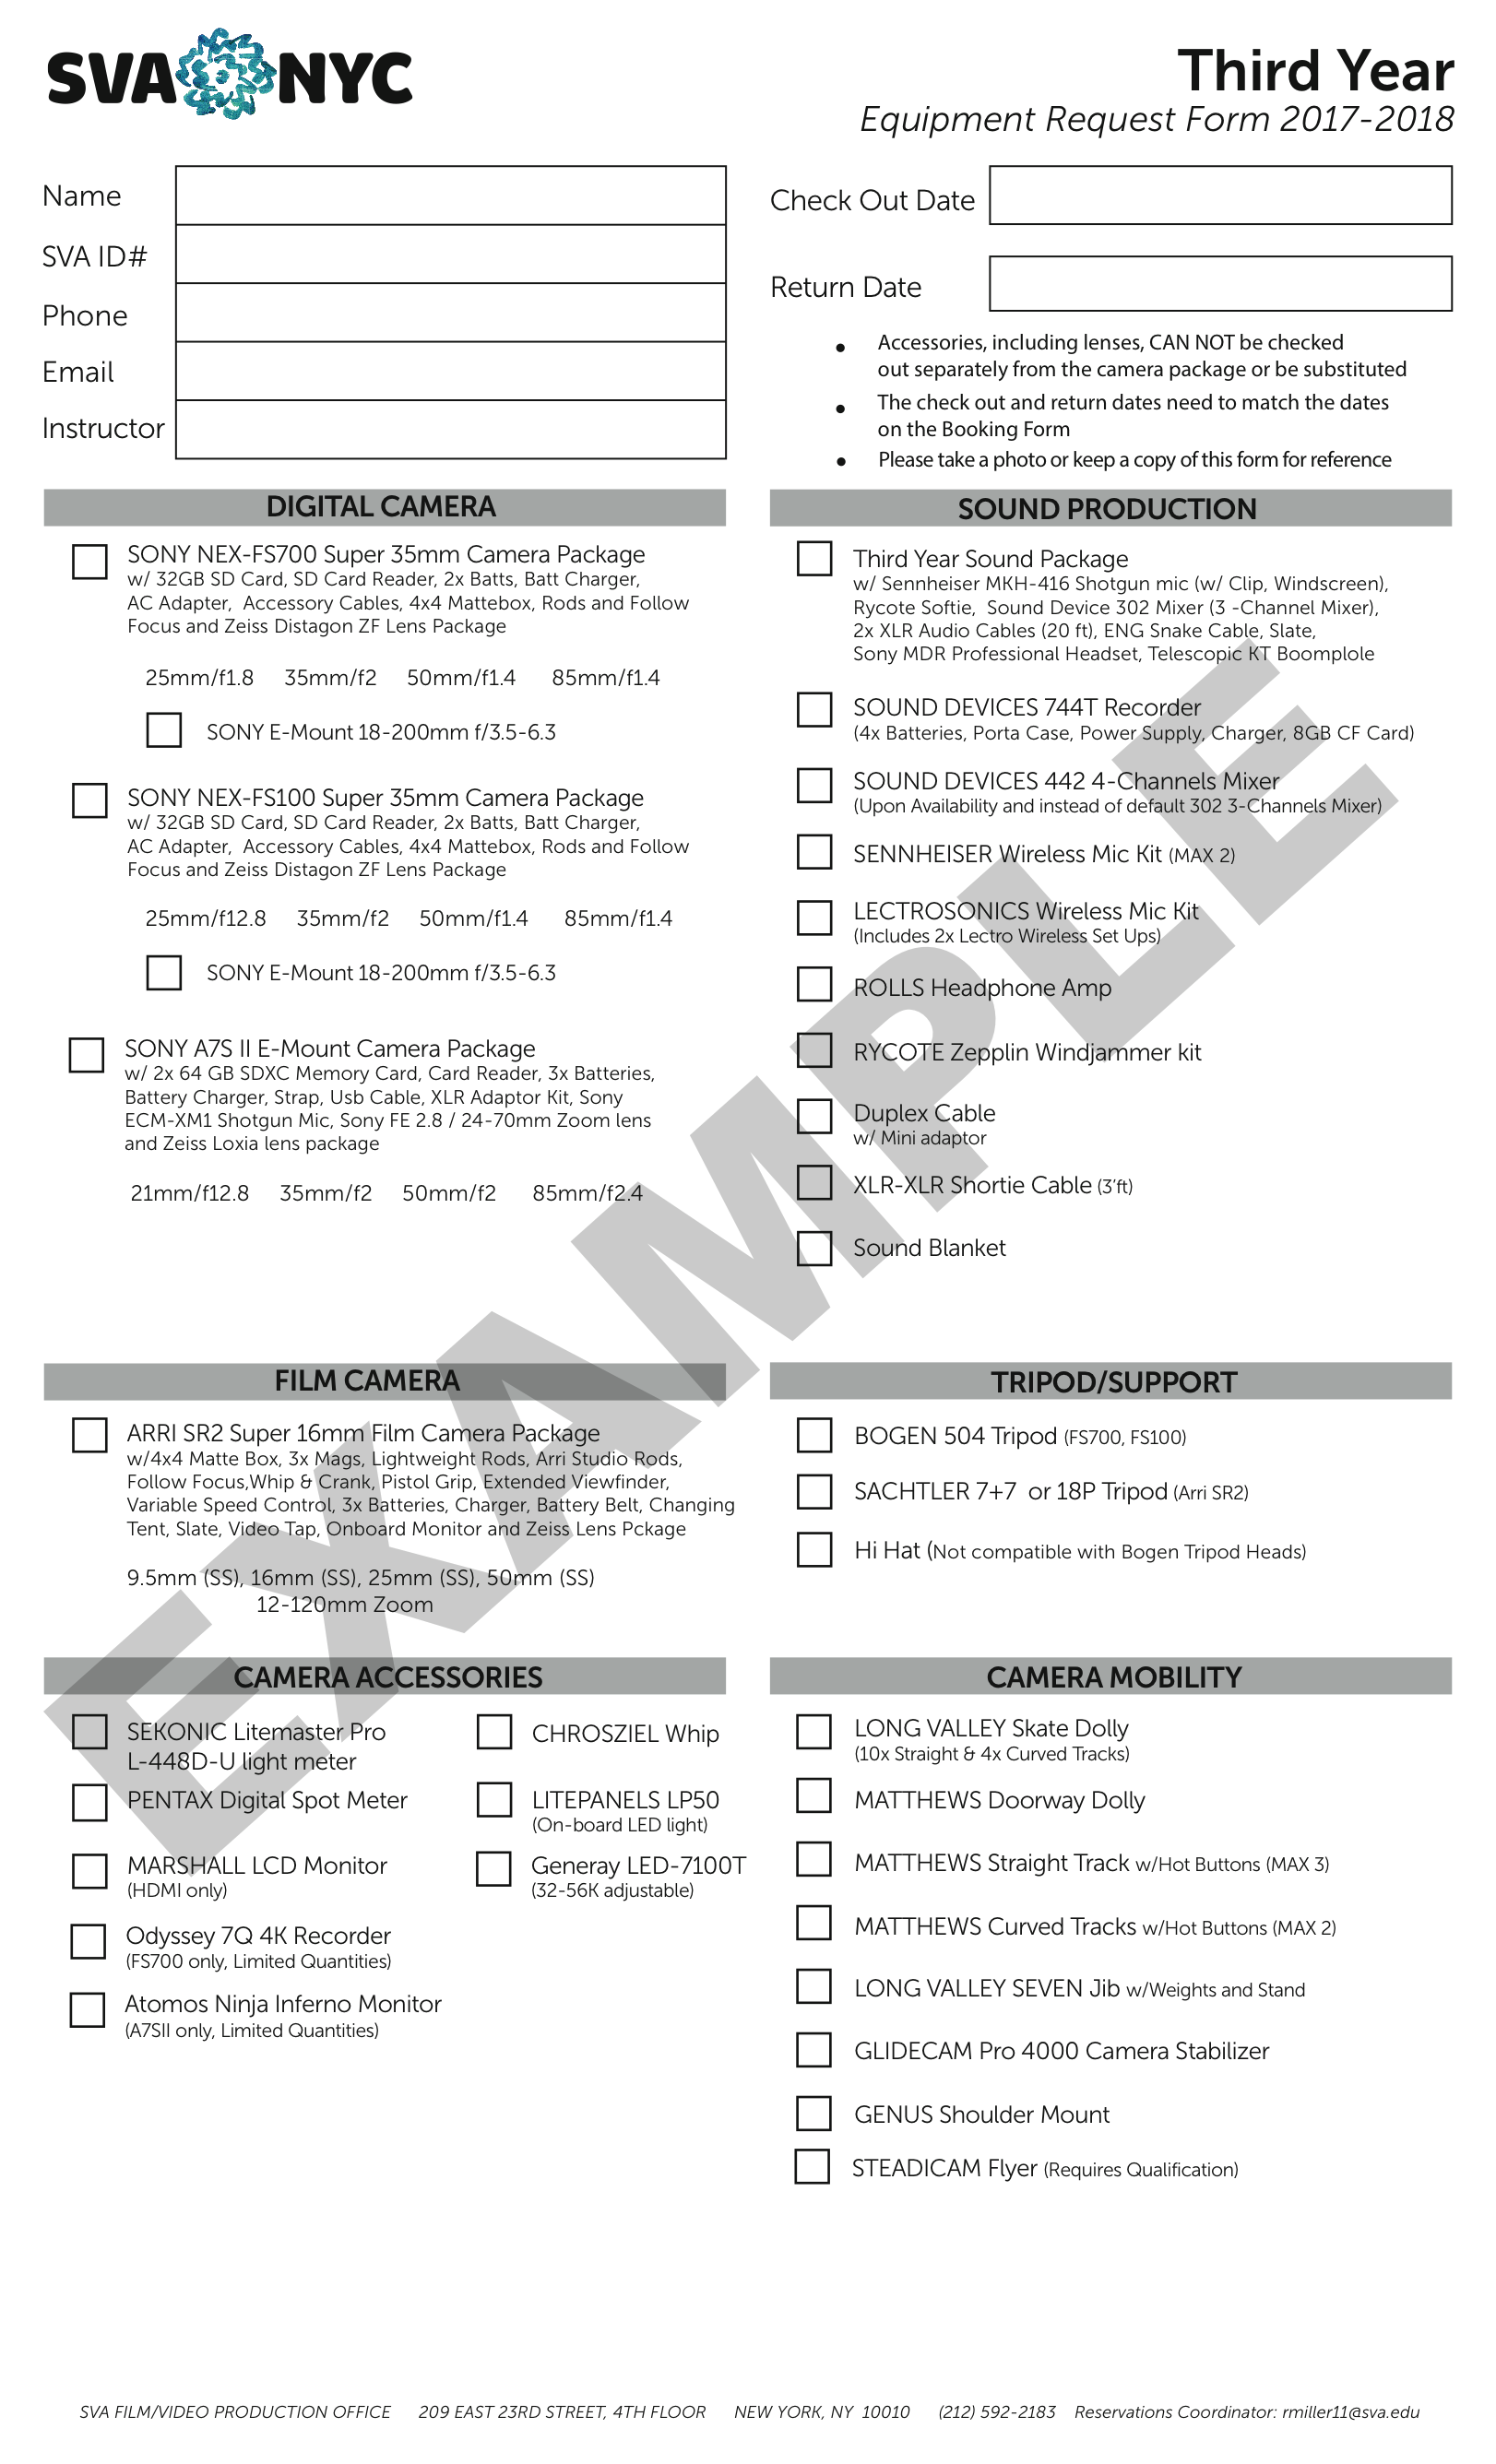 SVA NYC
Third Year
Equipment Request Form 2017-2018
Name
SVA ID#
Phone
Email
Instructor
Check Out Date
Return Date
• Accessories, including lenses, CAN NOT be checked
out separately from the camera package or be substituted
• The check out and return dates need to match the dates
on the Booking Form
• Please take a photo or keep a copy of this form for reference
DIGITAL CAMERA
SONY NEX-FS700 Super 35mm Camera Package
w/ 32GB SD Card, SD Card Reader, 2x Batts, Batt Charger,
AC Adapter, Accessory Cables, 4x4 Mattebox, Rods and Follow
Focus and Zeiss Distagon ZF Lens Package
25mm/f1.8 35mm/f2 50mm/f1.4 85mm/f1.4
SONY E-Mount 18-200mm f/3.5-6.3
SONY NEX-FS100 Super 35mm Camera Package
w/ 32GB SD Card, SD Card Reader, 2x Batts, Batt Charger,
AC Adapter, Accessory Cables, 4x4 Mattebox, Rods and Follow
Focus and Zeiss Distagon ZF Lens Package
25mm/f12.8 35mm/f2 50mm/f1.4 85mm/f1.4
SONY E-Mount 18-200mm f/3.5-6.3
SONY A7S II E-Mount Camera Package
w/ 2x 64 GB SDXC Memory Card, Card Reader, 3x Batteries,
Battery Charger, Strap, Usb Cable, XLR Adaptor Kit, Sony
ECM-XM1 Shotgun Mic, Sony FE 2.8 / 24-70mm Zoom lens
and Zeiss Loxia lens package
21mm/f12.8 35mm/f2 50mm/f2 85mm/f2.4
SOUND PRODUCTION
Third Year Sound Package
w/ Sennheiser MKH-416 Shotgun mic (w/ Clip, Windscreen),
Rycote Softie, Sound Device 302 Mixer (3 -Channel Mixer),
2x XLR Audio Cables (20 ft), ENG Snake Cable, Slate,
Sony MDR Professional Headset, Telescopic KT Boomplole
SOUND DEVICES 744T Recorder
(4x Batteries, Porta Case, Power Supply, Charger, 8GB CF Card)
SOUND DEVICES 442 4-Channels Mixer
(Upon Availability and instead of default 302 3-Channels Mixer)
SENNHEISER Wireless Mic Kit (MAX 2)
LECTROSONICS Wireless Mic Kit
(Includes 2x Lectro Wireless Set Ups)
ROLLS Headphone Amp
RYCOTE Zepplin Windjammer kit
Duplex Cable
w/ Mini adaptor
XLR-XLR Shortie Cable (3'ft)
Sound Blanket
FILM CAMERA
ARRI SR2 Super 16mm Film Camera Package
w/4x4 Matte Box, 3x Mags, Lightweight Rods, Arri Studio Rods,
Follow Focus,Whip & Crank, Pistol Grip, Extended Viewfinder,
Variable Speed Control, 3x Batteries, Charger, Battery Belt, Changing
Tent, Slate, Video Tap, Onboard Monitor and Zeiss Lens Pckage
9.5mm (SS), 16mm (SS), 25mm (SS), 50mm (SS)
12-120mm Zoom
TRIPOD/SUPPORT
BOGEN 504 Tripod (FS700, FS100)
SACHTLER 7+7 or 18P Tripod (Arri SR2)
Hi Hat (Not compatible with Bogen Tripod Heads)
CAMERA ACCESSORIES
SEKONIC Litemaster Pro
L-448D-U light meter
PENTAX Digital Spot Meter
MARSHALL LCD Monitor
(HDMI only)
Odyssey 7Q 4K Recorder
(FS700 only, Limited Quantities)
Atomos Ninja Inferno Monitor
(A7SII only, Limited Quantities)
CHROSZIEL Whip
LITEPANELS LP50
(On-board LED light)
Generay LED-7100T
(32-56K adjustable)
CAMERA MOBILITY
LONG VALLEY Skate Dolly
(10x Straight & 4x Curved Tracks)
MATTHEWS Doorway Dolly
MATTHEWS Straight Track w/Hot Buttons (MAX 3)
MATTHEWS Curved Tracks w/Hot Buttons (MAX 2)
LONG VALLEY SEVEN Jib w/Weights and Stand
GLIDECAM Pro 4000 Camera Stabilizer
GENUS Shoulder Mount
STEADICAM Flyer (Requires Qualification)
EXAMPLE
SVA FILM/VIDEO PRODUCTION OFFICE 209 EAST 23RD STREET, 4TH FLOOR NEW YORK, NY 10010 (212) 592-2183 Reservations Coordinator: rmiller11@sva.edu